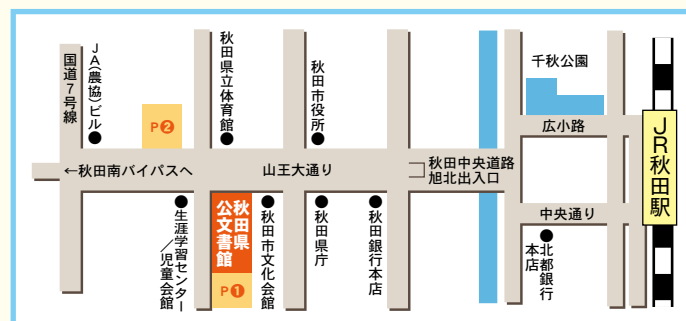 国道7号線
JA(農協)ビル
P❷
秋田県立体育館
秋田市役所
千秋公園
広小路
JR秋田駅
←秋田南バイパスへ
山王大通り
秋田中央道路
旭北出入口
中央通り
生涯学習センター
／児童会館
秋田県
公文書館
P❶
秋田市文化会館
秋田県庁
秋田銀行本店
北都銀行
本店